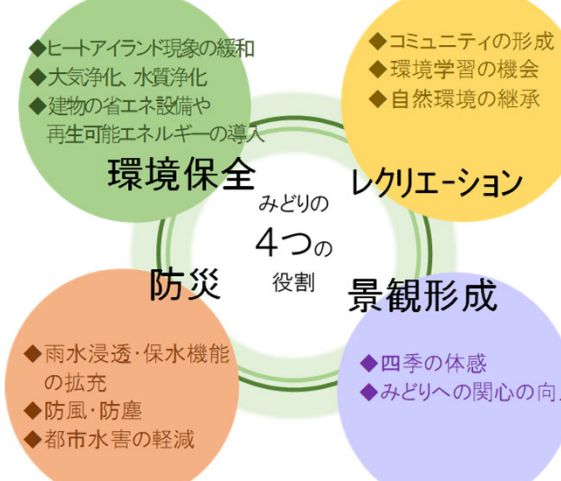 ◆ヒートアイランド現象の緩和
◆大気浄化、水質浄化
◆建物の省エネ設備や
再生可能エネルギーの導入
環境保全
◆コミュニティの形成
◆環境学習の機会
◆自然環境の継承
レクリエーション
みどりの
4つの
役割
防災
◆雨水浸透・保水機能
の拡充
◆防風・防塵
◆都市水害の軽減
景観形成
◆四季の体感
◆みどりへの関心の向